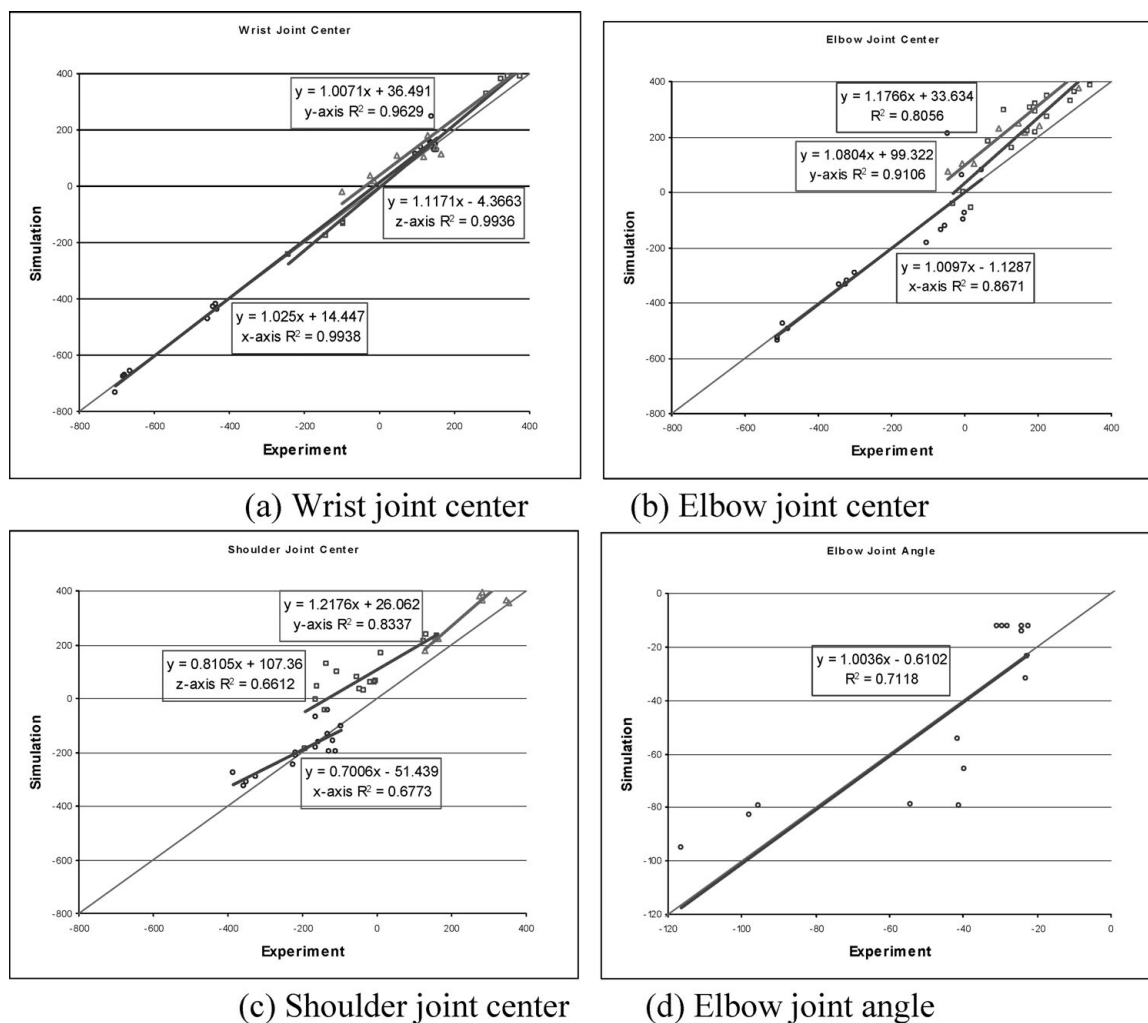 Wrist Joint Center
400
200
0
-200
-400
-600
-800
-800 -600 -400 -200 0 200 400
Simulation
Experiment
y = 1.0071x + 36.491
y-axis R² = 0.9629
y = 1.1171x - 4.3663
z-axis R² = 0.9936
y = 1.025x + 14.447
x-axis R² = 0.9938
(a) Wrist joint center
Elbow Joint Center
400
200
0
-200
-400
-600
-800
-800 -600 -400 -200 0 200 400
Simulation
Experiment
y = 1.1766x + 33.634
R² = 0.8056
y = 1.0804x + 99.322
y-axis R² = 0.9106
y = 1.0097x - 1.1287
x-axis R² = 0.8671
(b) Elbow joint center
Shoulder Joint Center
400
200
0
-200
-400
-600
-800
-800 -600 -400 -200 0 200 400
Simulation
Experiment
y = 1.2176x + 26.062
y-axis R² = 0.8337
y = 0.8105x + 107.36
z-axis R² = 0.6612
y = 0.7006x - 51.439
x-axis R² = 0.6773
(c) Shoulder joint center
Elbow Joint Angle
0
-20
-40
-60
-80
-100
-120
-120 -100 -80 -60 -40 -20 0
Simulation
Experiment
y = 1.0036x - 0.6102
R² = 0.7118
(d) Elbow joint angle